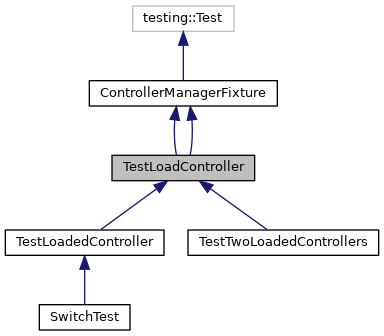 testing::Test
ControllerManagerFixture
TestLoadController
TestLoadedController
TestTwoLoadedControllers
SwitchTest